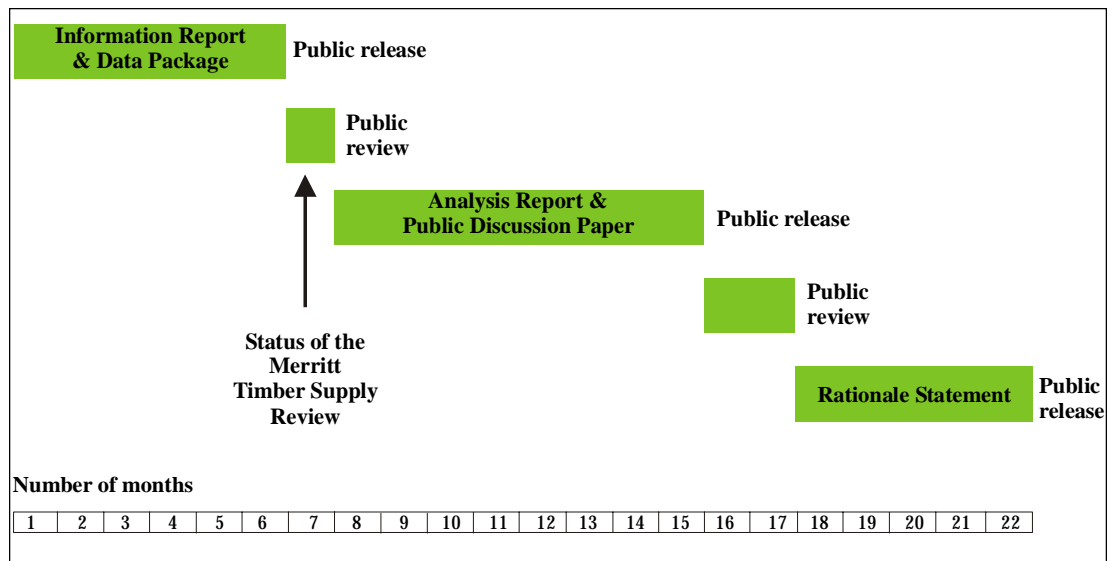 Information Report
& Data Package
Public release
Public
review
Analysis Report &
Public Discussion Paper
Public release
Public
review
Status of the
Merritt
Timber Supply
Review
Rationale Statement
Public
release
Number of months
1 2 3 4 5 6 7 8 9 10 11 12 13 14 15 16 17 18 19 20 21 22